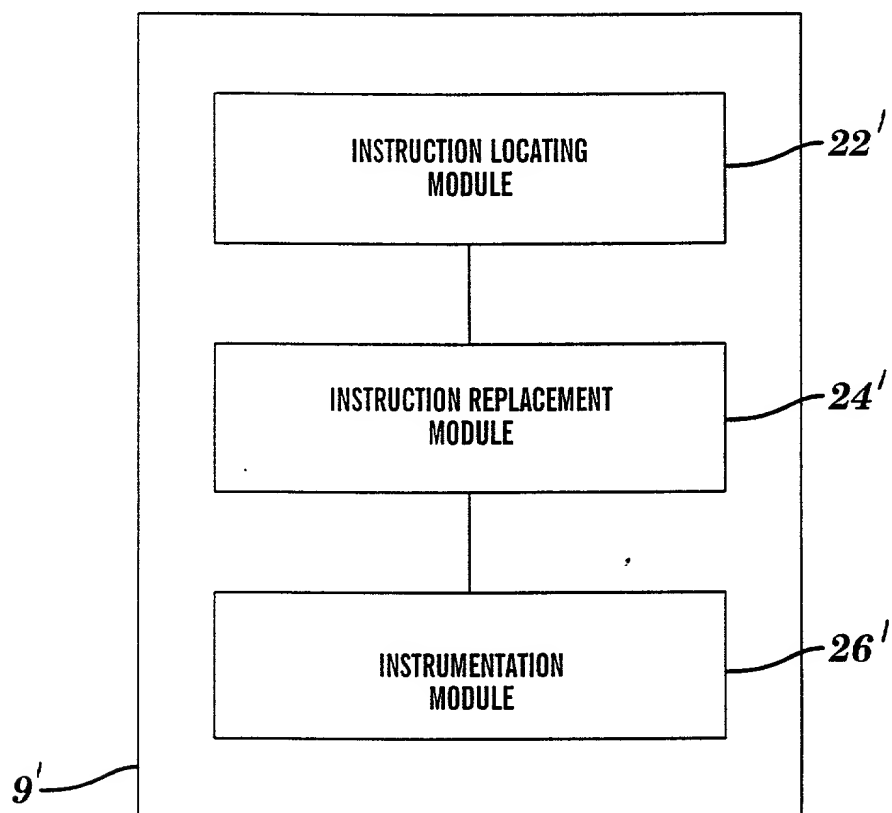 INSTRUCTION LOCATING
MODULE
22'
INSTRUCTION REPLACEMENT
MODULE
24'
INSTRUMENTATION
MODULE
26'
9'